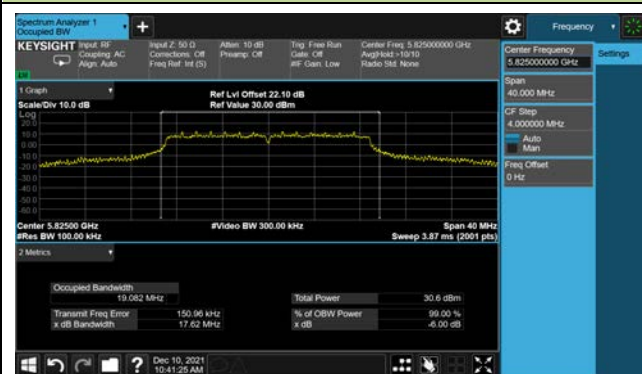 Spectrum Analyzer 1
Occupied BW
Frequency
KEYSIGHT
Input: RF
Coupling: AC
Align: Auto
Input Z: 50 Ω
Corrections: Off
Freq Ref: Int (S)
Atten: 10 dB
Preamp: Off
Trig: Free Run
Gate: Off
#IF Gain: Low
Center Freq: 5.825000000 GHz
Avg|Hold:>10/10
Radio Std: None
Center Frequency
5.825000000 GHz
Settings
Span
40.000 MHz
CF Step
4.000000 MHz
Auto
Man
Freq Offset
0 Hz
1 Graph
Scale/Div 10.0 dB
Ref Lvl Offset 22.10 dB
Ref Value 30.00 dBm
Log
20.0
10.0
0.00
-10.0
-20.0
-30.0
-40.0
-50.0
-60.0
Center 5.82500 GHz
#Res BW 100.00 kHz
#Video BW 300.00 kHz
Span 40 MHz
Sweep 3.87 ms (2001 pts)
2 Metrics
Occupied Bandwidth
19.082 MHz
Total Power 30.6 dBm
Transmit Freq Error 150.96 kHz
% of OBW Power 99.00 %
x dB Bandwidth 17.62 MHz
x dB -6.00 dB
Dec 10, 2021
10:41:25 AM